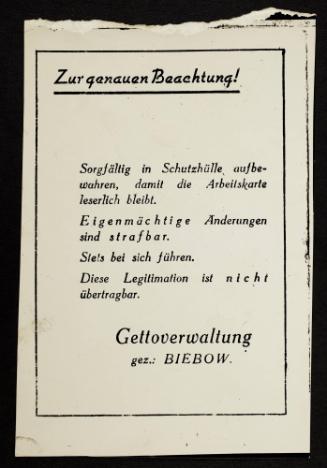 Zur genauen Beachtung!
Sorgfältig in Schutzhülle aufbe-
wahren, damit die Arbeitskarte
leserlich bleibt.
Eigenmächtige Änderungen
sind strafbar.
Stets bei sich führen.
Diese Legitimation ist nicht
übertragbar.
Gettoverwaltung
gez.: BIEBOW.